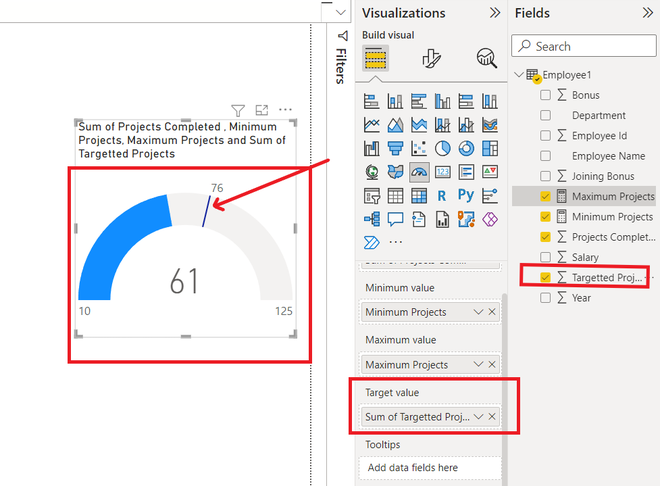 Visualizations
Fields
Build visual
Search
Filters
Employee1
Bonus
Department
Employee Id
Employee Name
Joining Bonus
Maximum Projects
Minimum Projects
Projects Complet...
Salary
Targetted Proj...
Year
Sum of Projects Completed , Minimum
Projects, Maximum Projects and Sum of
Targetted Projects
76
61
10
125
123
R
Py
Minimum value
Minimum Projects
Maximum value
Maximum Projects
Target value
Sum of Targetted Proj...
Tooltips
Add data fields here